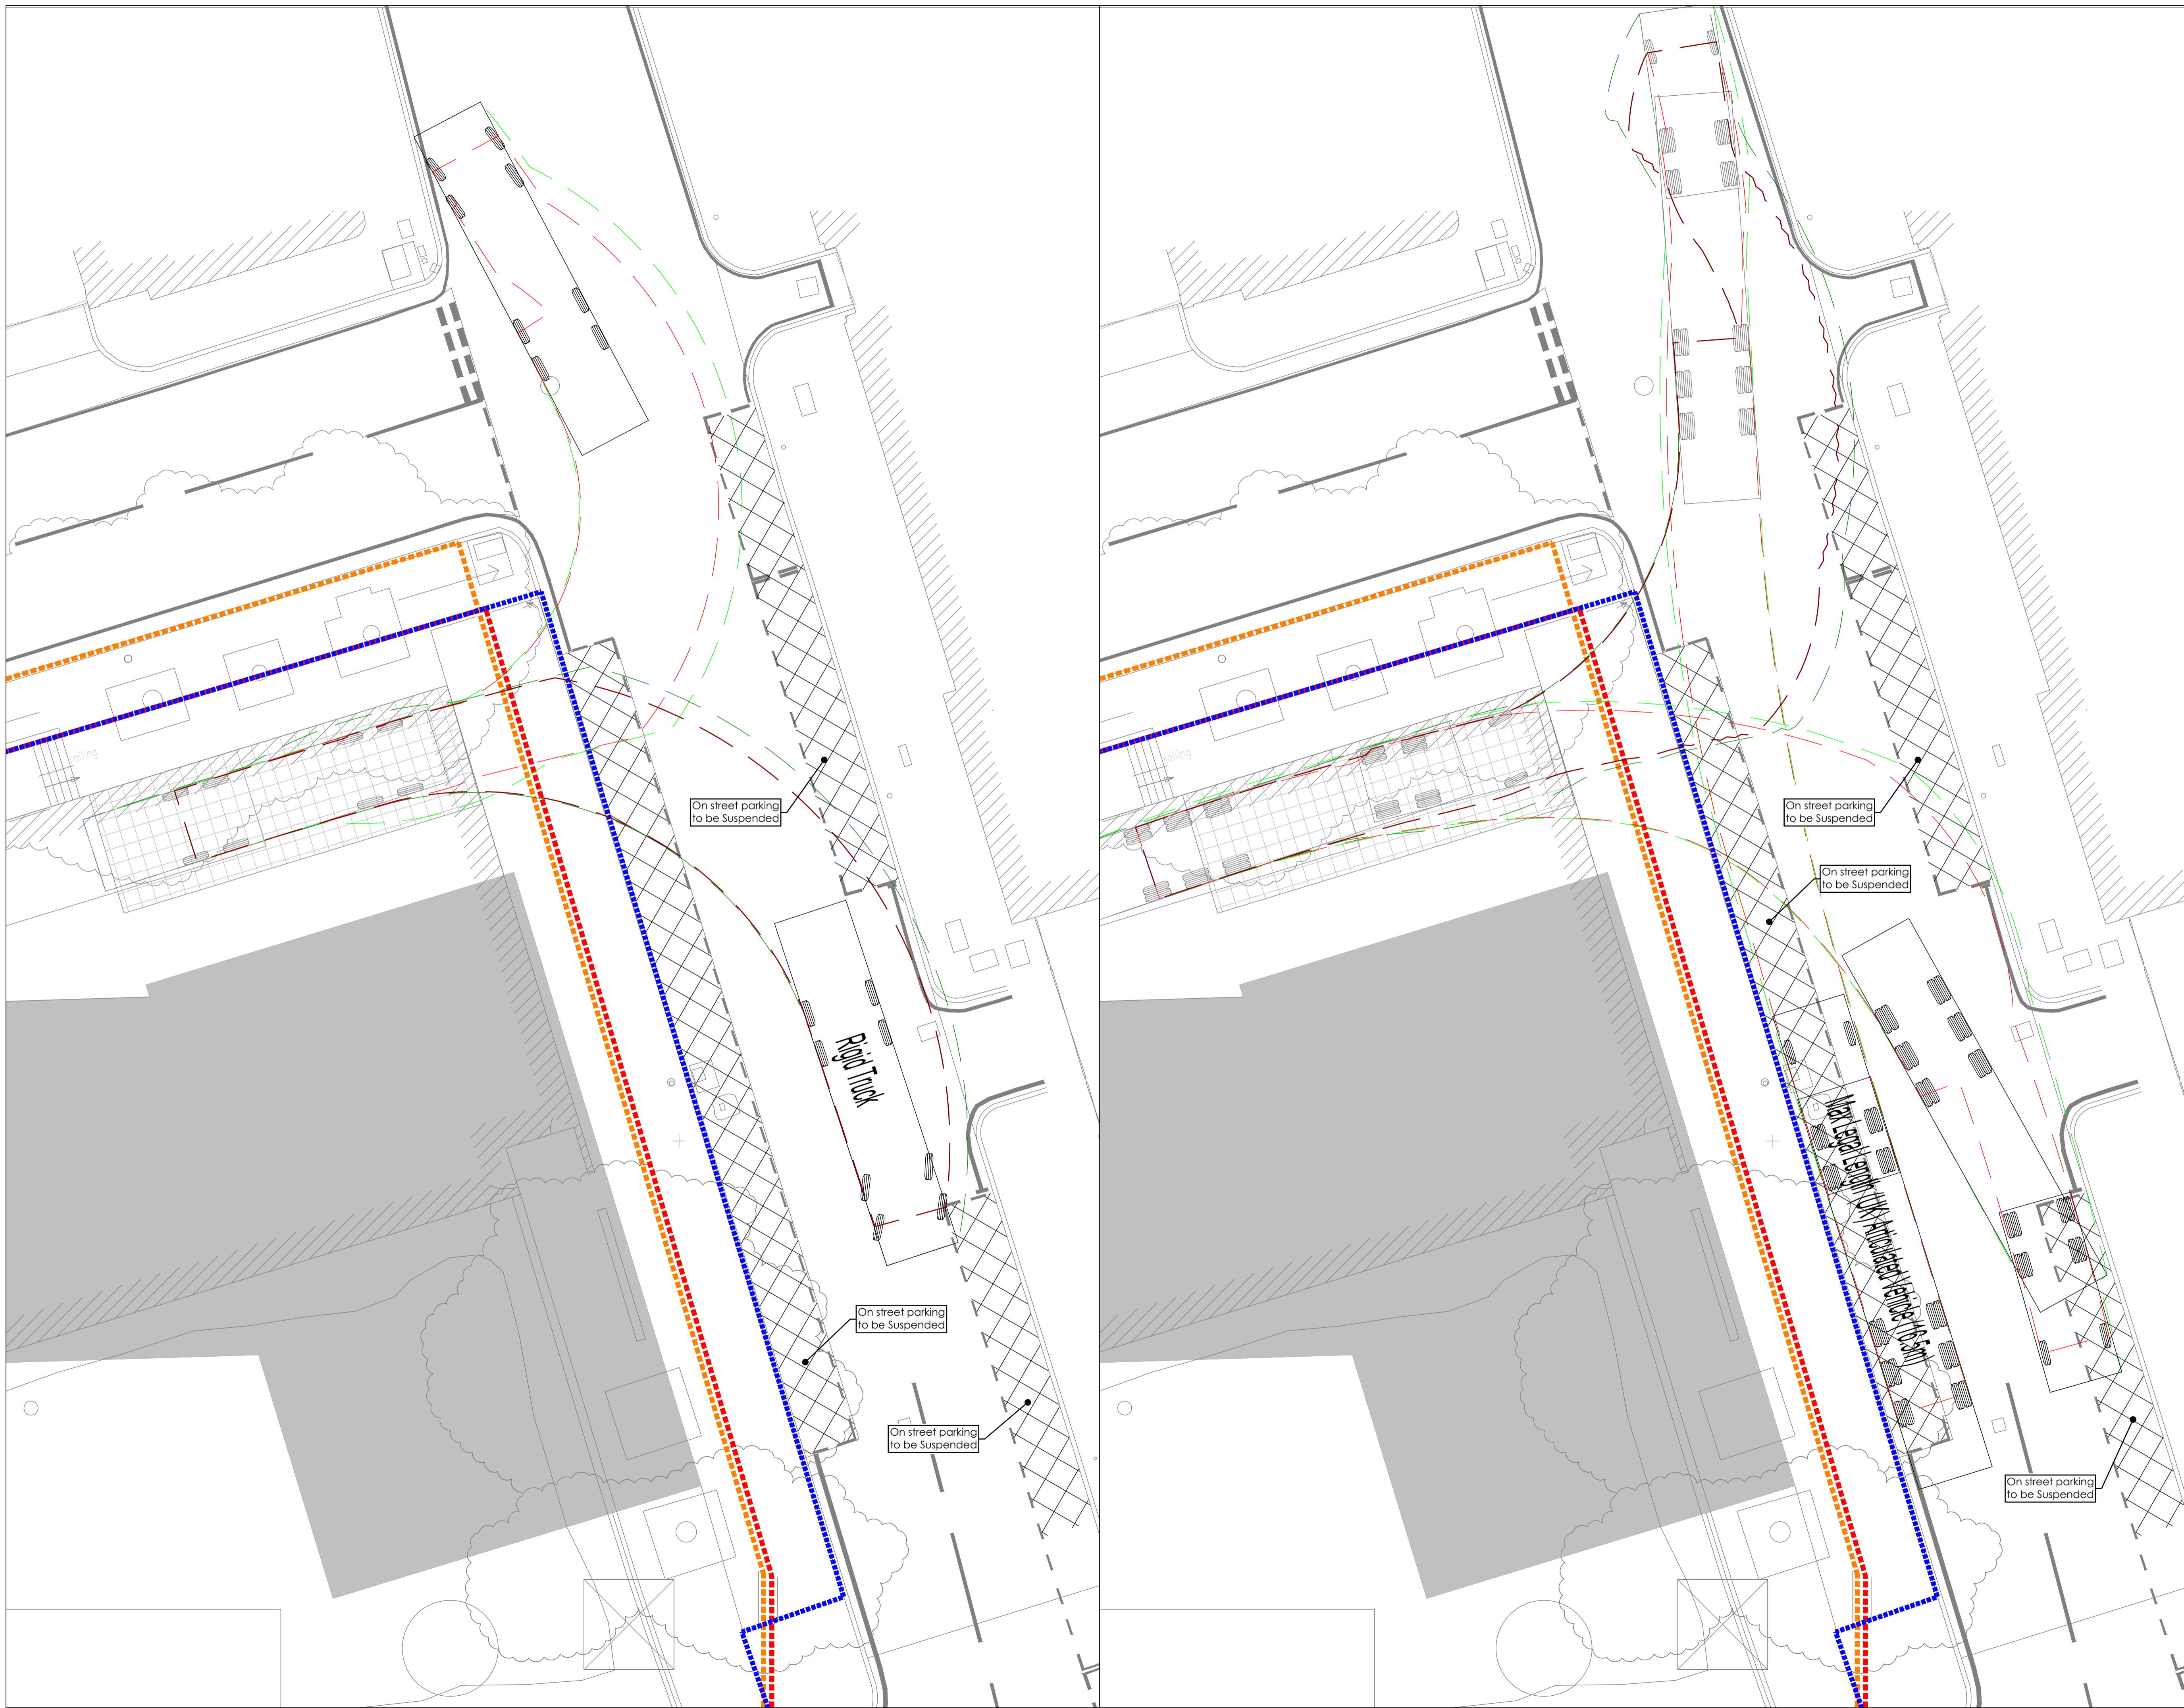 On street parking
to be Suspended
Rigid Truck
On street parking
to be Suspended
On street parking
to be Suspended
On street parking
to be Suspended
On street parking
to be Suspended
Max Legal Length (UK) Articulated Vehicle (16.5m)
On street parking
to be Suspended